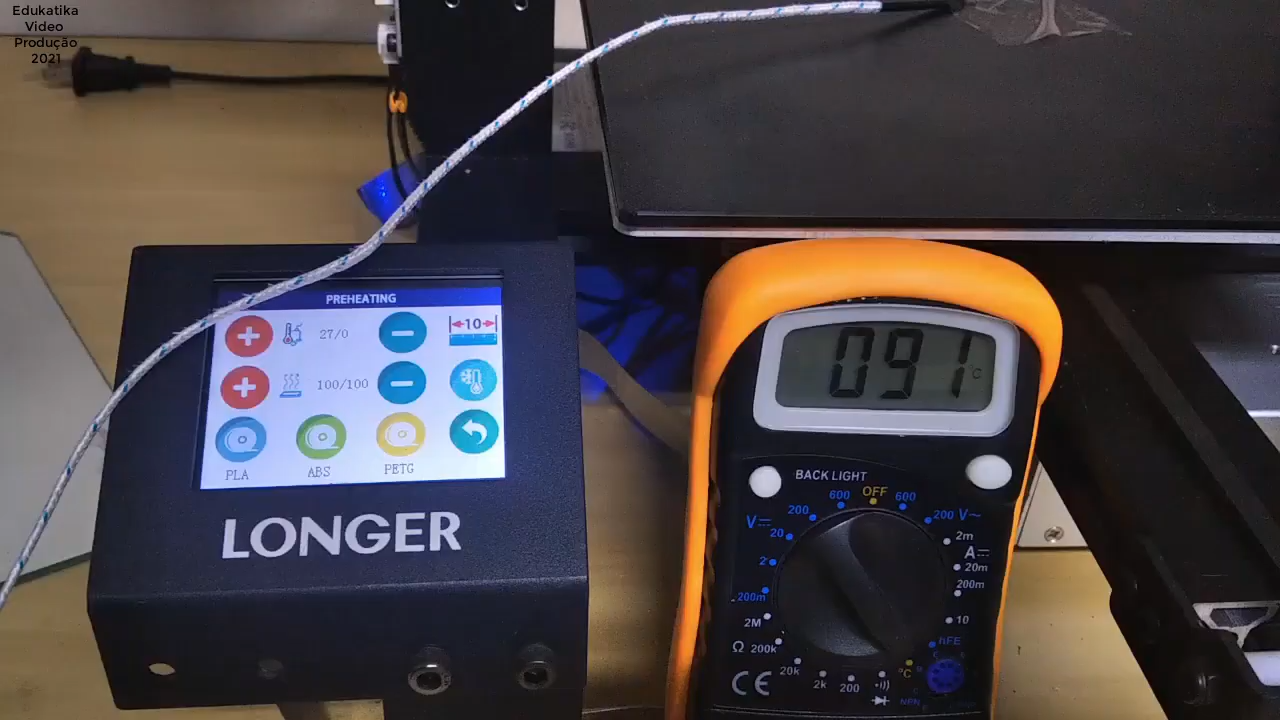 Edukatika
Video
Produção
2021
PREHEATING
27/0
10
100/100
PLA
ABS
PETG
LONGER
091
°C
BACK LIGHT
OFF
600
600
200
200 V~
V
20
2m
A
2
20m
200m
200m
2M
10
Ω 200k
hFE
20k
2k
200
°C
CE